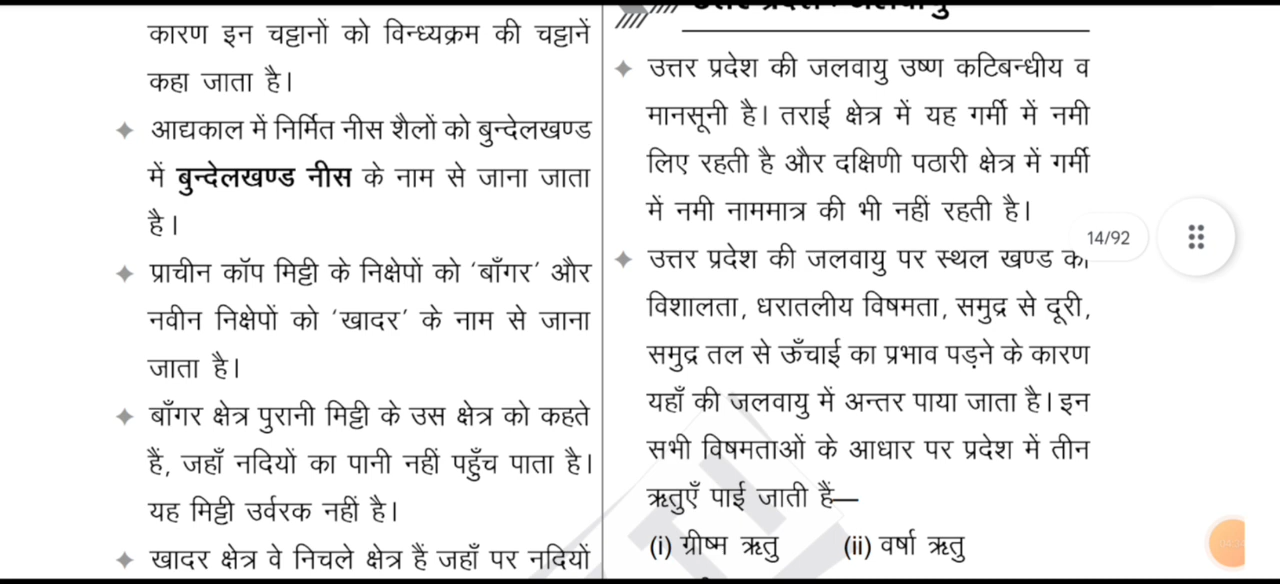 कारण इन चट्टानों को विन्ध्यक्रम की चट्टानें
कहा जाता है।
आद्यकाल में निर्मित नीस शैलों को बुन्देलखण्ड
में बुन्देलखण्ड नीस के नाम से जाना जाता
है।
प्राचीन कॉप मिट्टी के निक्षेपों को ‘बाँगर’ और
नवीन निक्षेपों को ‘खादर’ के नाम से जाना
जाता है।
बाँगर क्षेत्र पुरानी मिट्टी के उस क्षेत्र को कहते
हैं, जहाँ नदियों का पानी नहीं पहुँच पाता है।
यह मिट्टी उर्वरक नहीं है।
खादर क्षेत्र वे निचले क्षेत्र हैं जहाँ पर नदियों
उत्तर प्रदेश की जलवायु उष्ण कटिबन्धीय व
मानसूनी है। तराई क्षेत्र में यह गर्मी में नमी
लिए रहती है और दक्षिणी पठारी क्षेत्र में गर्मी
में नमी नाममात्र की भी नहीं रहती है।
उत्तर प्रदेश की जलवायु पर स्थल खण्ड की
विशालता, धरातलीय विषमता, समुद्र से दूरी,
समुद्र तल से ऊँचाई का प्रभाव पड़ने के कारण
यहाँ की जलवायु में अन्तर पाया जाता है। इन
सभी विषमताओं के आधार पर प्रदेश में तीन
ऋतुएँ पाई जाती हैं—
(i) ग्रीष्म ऋतु (ii) वर्षा ऋतु
14/92